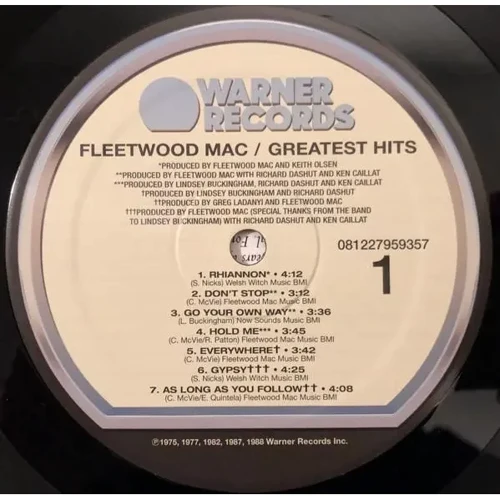 WARNER
RECORDS
FLEETWOOD MAC / GREATEST HITS
*PRODUCED BY FLEETWOOD MAC AND KEITH OLSEN
**PRODUCED BY FLEETWOOD MAC WITH RICHARD DASHUT AND KEN CAILLAT
***PRODUCED BY LINDSEY BUCKINGHAM, RICHARD DASHUT AND KEN CAILLAT
†PRODUCED BY LINDSEY BUCKINGHAM AND RICHARD DASHUT
††PRODUCED BY GREG LADANYI AND FLEETWOOD MAC
†††PRODUCED BY FLEETWOOD MAC (SPECIAL THANKS FROM THE BAND
TO LINDSEY BUCKINGHAM) WITH RICHARD DASHUT AND KEN CAILLAT
081227959357
1
1. RHIANNON* • 4:12
(S. Nicks) Welsh Witch Music BMI
2. DON'T STOP** • 3:12
(C. McVie) Fleetwood Mac Music BMI
3. GO YOUR OWN WAY** • 3:36
(L. Buckingham) Now Sounds Music BMI
4. HOLD ME*** • 3:45
(C. McVie/R. Patton) Fleetwood Mac Music BMI
5. EVERYWHERE† • 3:42
(C. McVie) Fleetwood Mac Music BMI
6. GYPSY††† • 4:25
(S. Nicks) Welsh Witch Music BMI
7. AS LONG AS YOU FOLLOW†† • 4:08
(C. McVie/E. Quintela) Fleetwood Mac Music BMI
℗1975, 1977, 1982, 1987, 1988 Warner Records Inc.